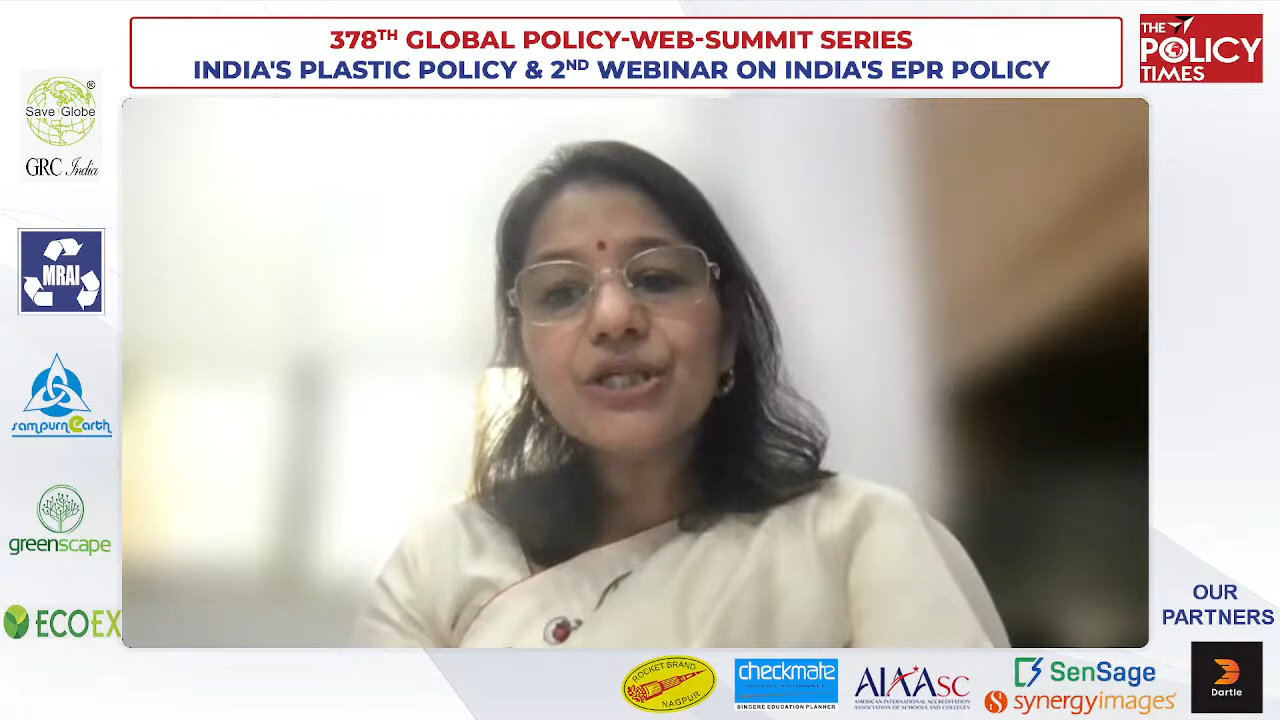 378TH GLOBAL POLICY-WEB-SUMMIT SERIES
INDIA'S PLASTIC POLICY & 2ND WEBINAR ON INDIA'S EPR POLICY
THE
POLICY
TIMES
Save Globe
®
GRC India
MRAI
sampurnearth
greenscape
ECOEX
OUR
PARTNERS
ROCKET BRAND
NAGPUR
checkmate
SINCERE EDUCATION PLANNER
AIAASC
AMERICAN INTERNATIONAL ACCREDITATION
ASSOCIATION OF SCHOOLS AND COLLEGES
SenSage
synergyimages
Dartle